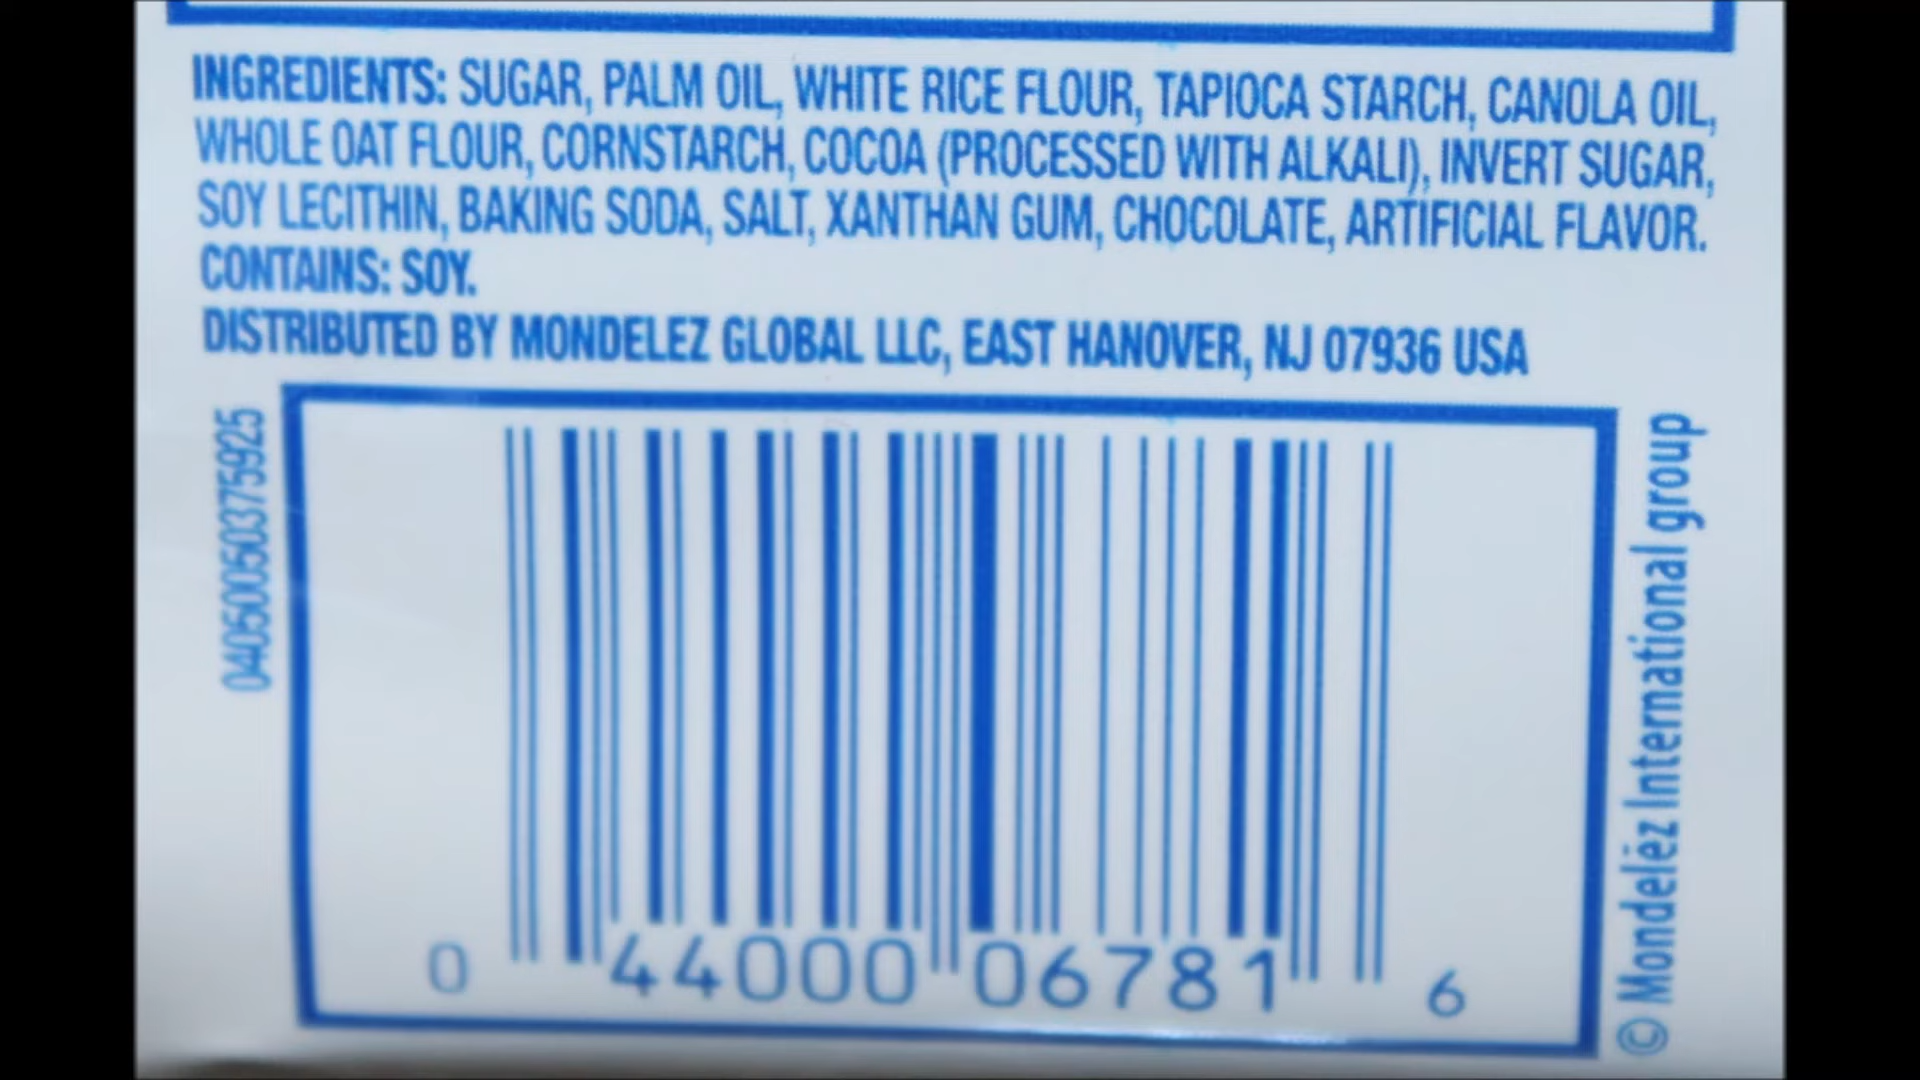 INGREDIENTS: SUGAR, PALM OIL, WHITE RICE FLOUR, TAPIOCA STARCH, CANOLA OIL,
WHOLE OAT FLOUR, CORNSTARCH, COCOA (PROCESSED WITH ALKALI), INVERT SUGAR,
SOY LECITHIN, BAKING SODA, SALT, XANTHAN GUM, CHOCOLATE, ARTIFICIAL FLAVOR.
CONTAINS: SOY.
DISTRIBUTED BY MONDELEZ GLOBAL LLC, EAST HANOVER, NJ 07936 USA
04050050375925
0 44000 06781 6
© Mondelēz International group